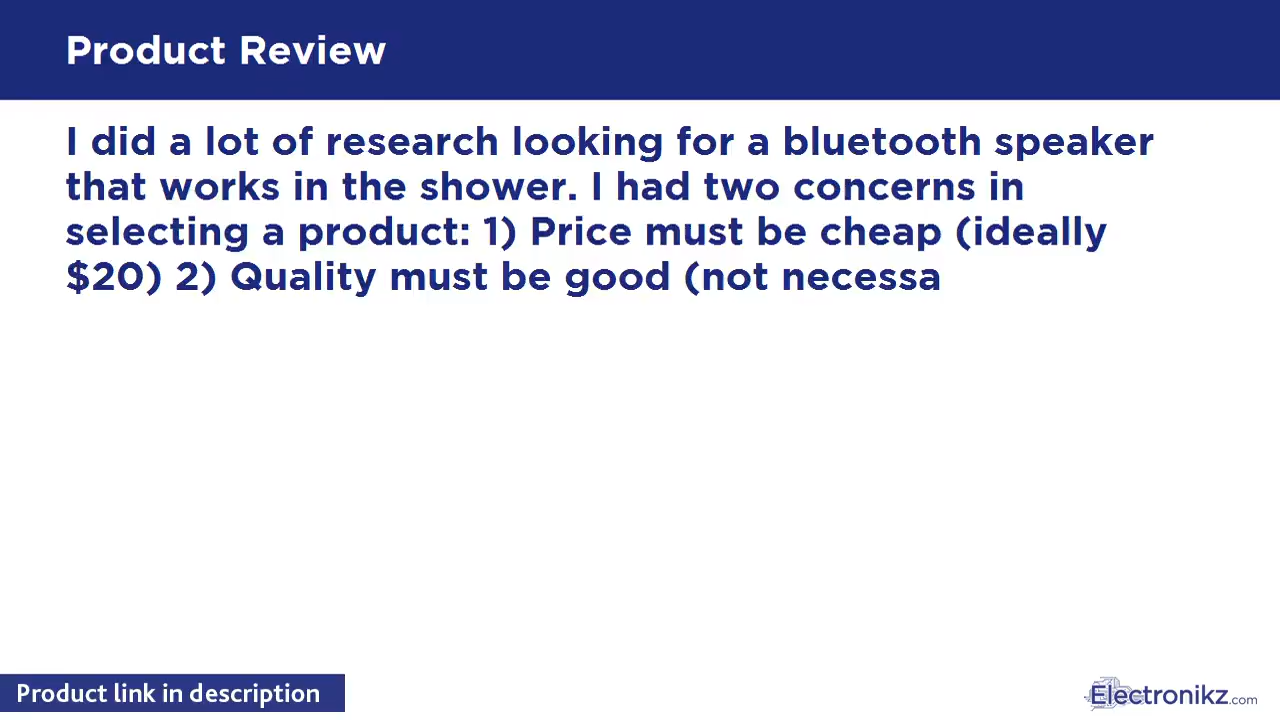 Product Review
I did a lot of research looking for a bluetooth speaker
that works in the shower. I had two concerns in
selecting a product: 1) Price must be cheap (ideally
$20) 2) Quality must be good (not necessa
Product link in description
Electronikz.com